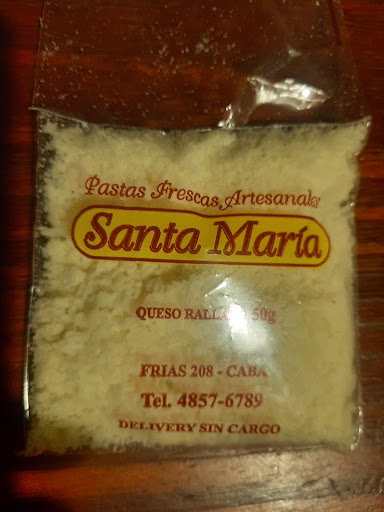 Pastas Frescas Artesanales
Santa María
QUESO RALLADO 50g
FRIAS 208 - CABA
Tel. 4857-6789
DELIVERY SIN CARGO